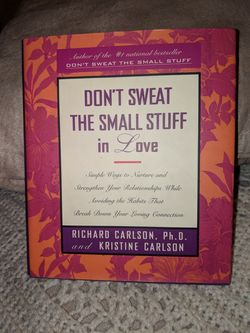 Author of the #1 national bestseller
DON'T SWEAT THE SMALL STUFF
DON'T SWEAT
THE SMALL STUFF
in Love
Simple Ways to Nurture and
Strengthen Your Relationships While
Avoiding the Habits That
Break Down Your Loving Connection
RICHARD CARLSON, Ph.D.
and KRISTINE CARLSON